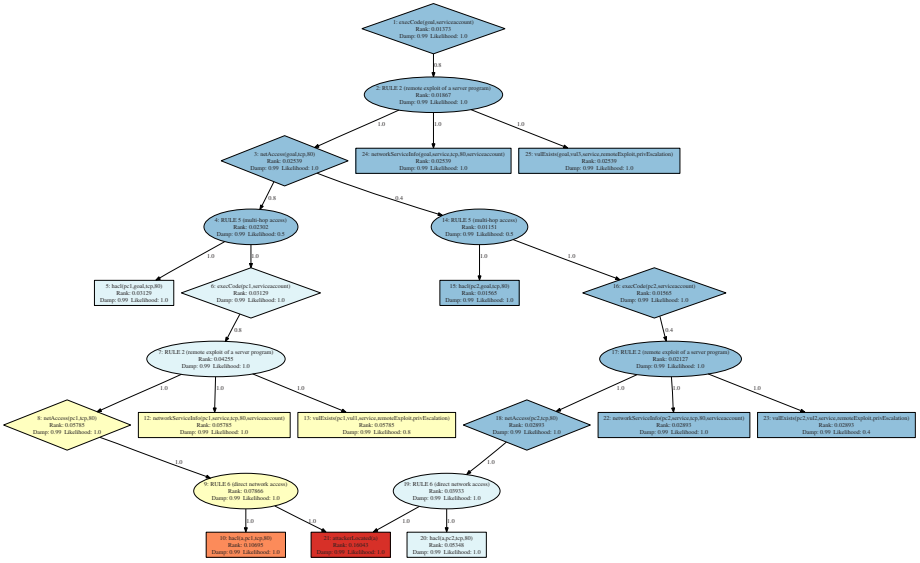 1: execCode(goal,serviceaccount)
Rank: 0.01373
Damp: 0.99 Likelihood: 1.0
0.8
2: RULE 2 (remote exploit of a server program)
Rank: 0.01867
Damp: 0.99 Likelihood: 1.0
1.0
1.0
1.0
3: netAccess(goal,tcp,80)
Rank: 0.02539
Damp: 0.99 Likelihood: 1.0
24: networkServiceInfo(goal,service,tcp,80,serviceaccount)
Rank: 0.02539
Damp: 0.99 Likelihood: 1.0
25: vulExists(goal,vul3,service,remoteExploit,privEscalation)
Rank: 0.02539
Damp: 0.99 Likelihood: 1.0
0.8
0.4
4: RULE 5 (multi-hop access)
Rank: 0.02302
Damp: 0.99 Likelihood: 0.5
14: RULE 5 (multi-hop access)
Rank: 0.01151
Damp: 0.99 Likelihood: 0.5
1.0
1.0
1.0
1.0
5: hacl(pc1,goal,tcp,80)
Rank: 0.03129
Damp: 0.99 Likelihood: 1.0
6: execCode(pc1,serviceaccount)
Rank: 0.03129
Damp: 0.99 Likelihood: 1.0
15: hacl(pc2,goal,tcp,80)
Rank: 0.01565
Damp: 0.99 Likelihood: 1.0
16: execCode(pc2,serviceaccount)
Rank: 0.01565
Damp: 0.99 Likelihood: 1.0
0.8
0.4
7: RULE 2 (remote exploit of a server program)
Rank: 0.04255
Damp: 0.99 Likelihood: 1.0
17: RULE 2 (remote exploit of a server program)
Rank: 0.02127
Damp: 0.99 Likelihood: 1.0
1.0
1.0
1.0
1.0
1.0
1.0
8: netAccess(pc1,tcp,80)
Rank: 0.05785
Damp: 0.99 Likelihood: 1.0
12: networkServiceInfo(pc1,service,tcp,80,serviceaccount)
Rank: 0.05785
Damp: 0.99 Likelihood: 1.0
13: vulExists(pc1,vul1,service,remoteExploit,privEscalation)
Rank: 0.05785
Damp: 0.99 Likelihood: 0.8
18: netAccess(pc2,tcp,80)
Rank: 0.02893
Damp: 0.99 Likelihood: 1.0
22: networkServiceInfo(pc2,service,tcp,80,serviceaccount)
Rank: 0.02893
Damp: 0.99 Likelihood: 1.0
23: vulExists(pc2,vul2,service,remoteExploit,privEscalation)
Rank: 0.02893
Damp: 0.99 Likelihood: 0.4
1.0
1.0
9: RULE 6 (direct network access)
Rank: 0.07866
Damp: 0.99 Likelihood: 1.0
19: RULE 6 (direct network access)
Rank: 0.03933
Damp: 0.99 Likelihood: 1.0
1.0
1.0
1.0
1.0
10: hacl(a,pc1,tcp,80)
Rank: 0.10695
Damp: 0.99 Likelihood: 1.0
21: attackerLocated(a)
Rank:
Damp: 0.99 Likelihood: 1.0
20: hacl(a,pc2,tcp,80)
Rank: 0.05348
Damp: 0.99 Likelihood: 1.0